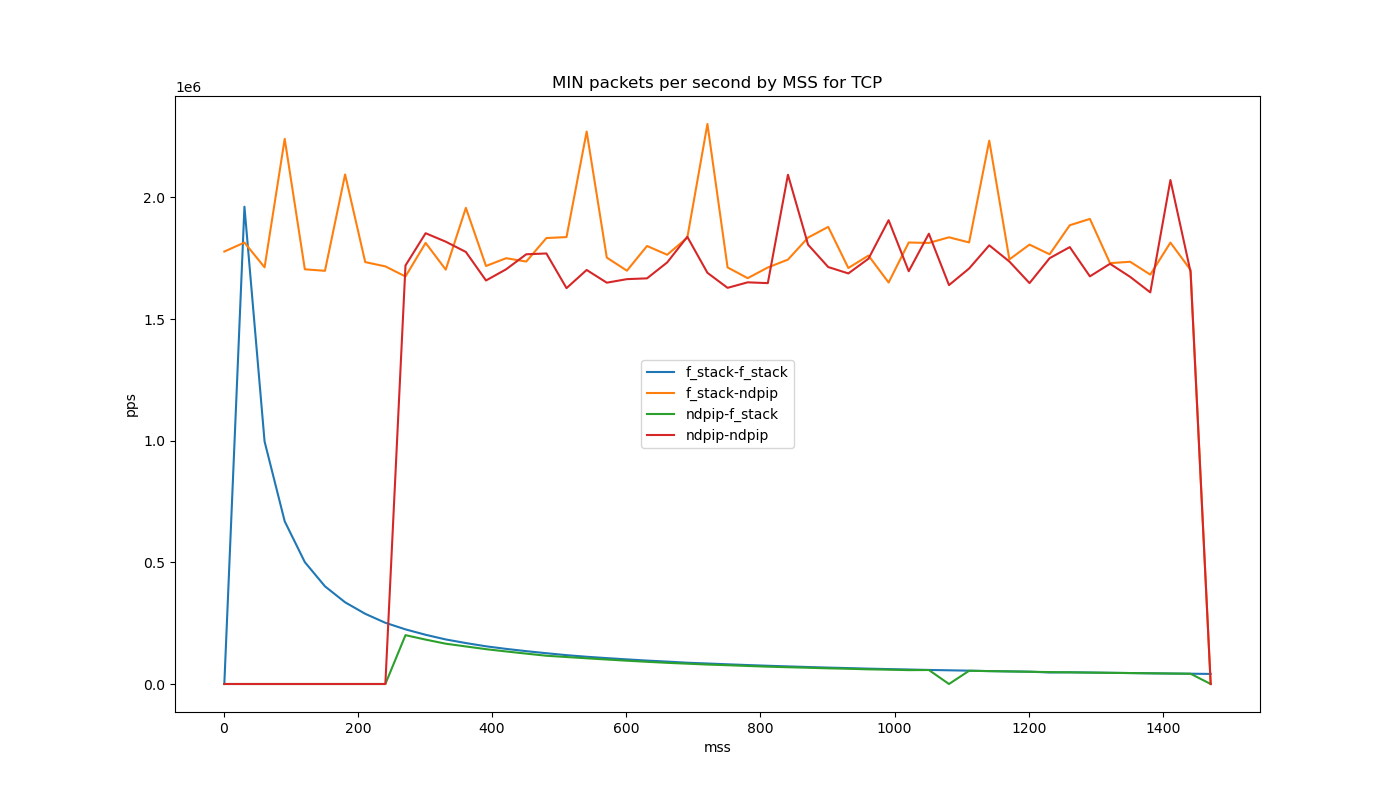 MIN packets per second by MSS for TCP
1e6
2.0
1.5
1.0
0.5
0.0
pps
f_stack-f_stack
f_stack-ndpip
ndpip-f_stack
ndpip-ndpip
0 200 400 600 800 1000 1200 1400
mss